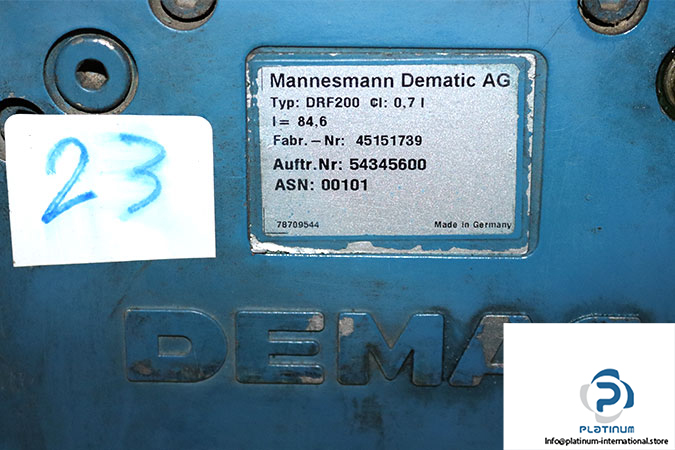 Mannesmann Dematic AG
Typ: DRF200 Öl: 0,7 l
I = 84,6
Fabr.-Nr: 45151739
Auftr.Nr: 54345600
ASN: 00101
78709544 Made in Germany
23
DEMAG
PLATINUM
Info@platinum-international.store